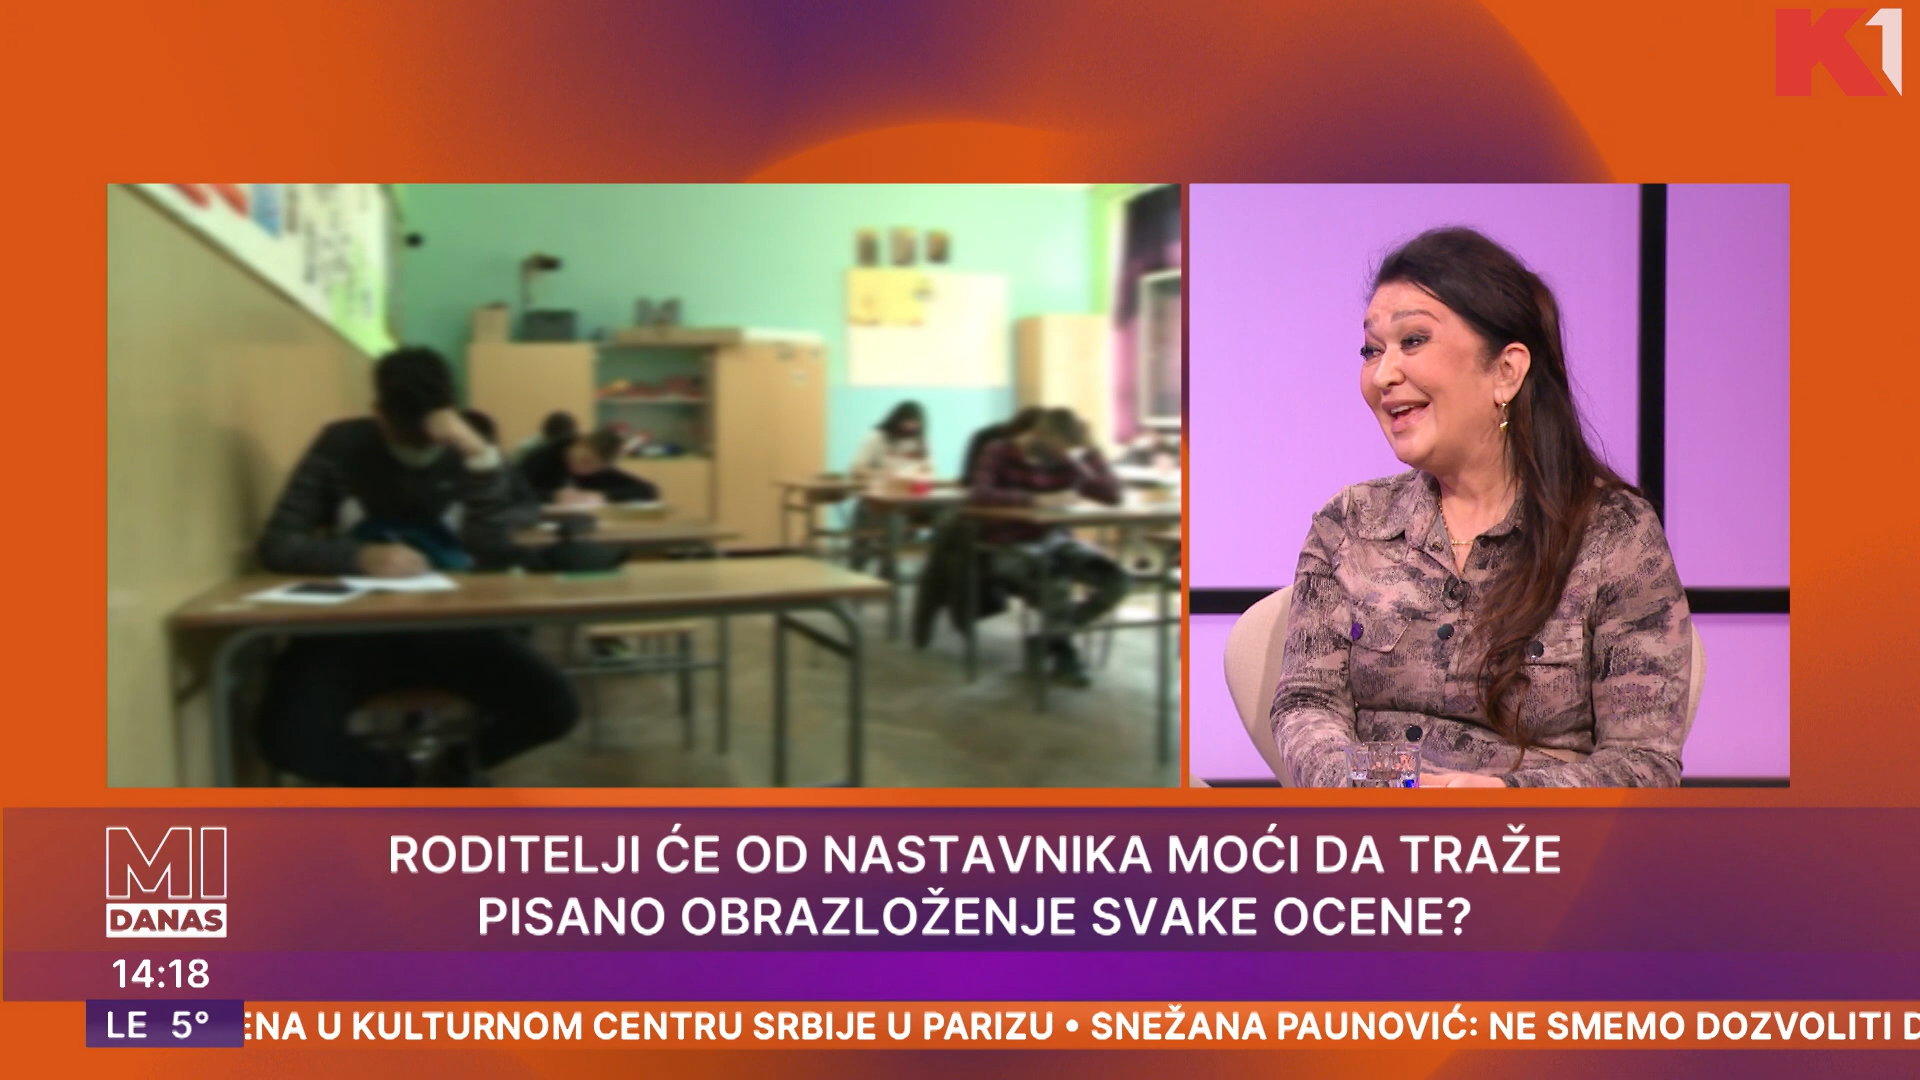 K1
RODITELJI ĆE OD NASTAVNIKA MOĆI DA TRAŽE
PISANO OBRAZLOŽENJE SVAKE OCENE?
MI
DANAS
14:18
LE 5°
ENA U KULTURNOM CENTRU SRBIJE U PARIZU • SNEŽANA PAUNOVIĆ: NE SMEMO DOZVOLITI D